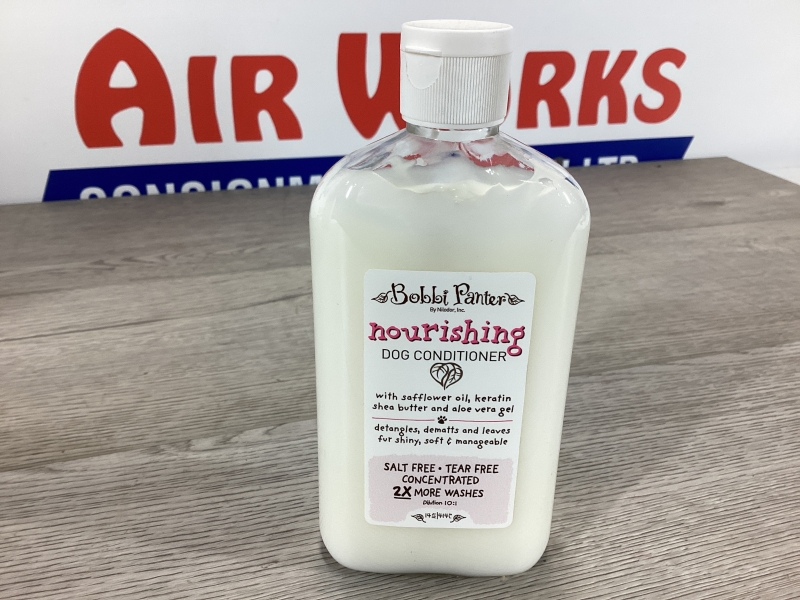 AIR WORKS
Bobbi Panter
By Niledor, Inc.
nourishing
DOG CONDITIONER
with safflower oil, keratin
shea butter and aloe vera gel
detangles, dematts and leaves
fur shiny, soft & manageable
SALT FREE • TEAR FREE
CONCENTRATED
2X MORE WASHES
Dilution 10:1